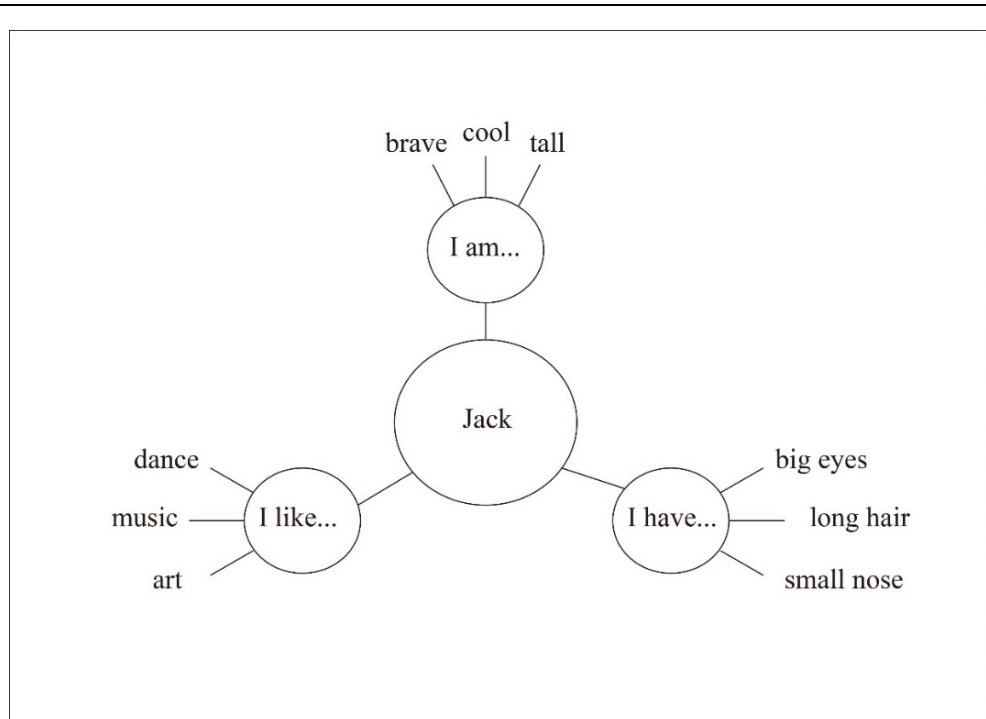 brave
cool
tall
I am...
Jack
dance
music
art
I like...
I have...
big eyes
long hair
small nose